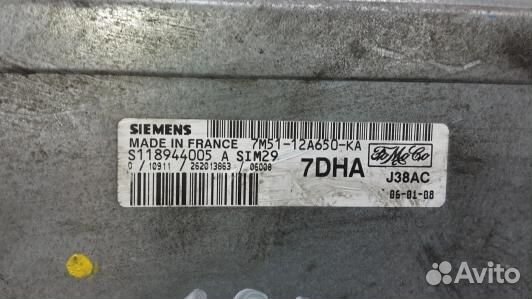 SIEMENS
MADE IN FRANCE 7M51-12A650-KA
S118944005 A SIM29
0 / 10911 / 262013863 / 06008
7DHA
FoMoCo
J38AC
06-01-08
Avito